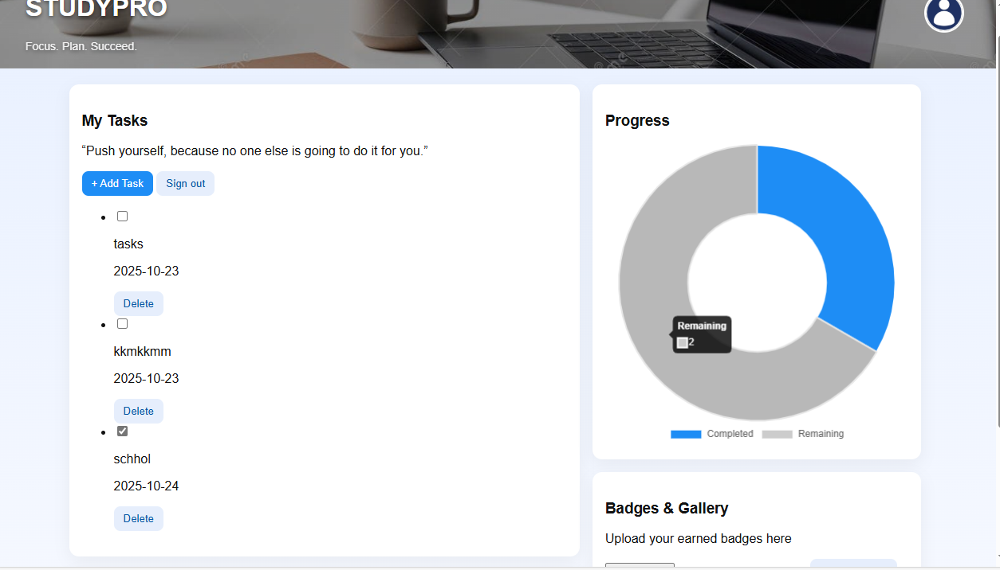 STUDYPRO
Focus. Plan. Succeed.
My Tasks
“Push yourself, because no one else is going to do it for you.”
+ Add Task Sign out
tasks
2025-10-23
Delete
kkmkkmm
2025-10-23
Delete
schhol
2025-10-24
Delete
Progress
Remaining
2
Completed Remaining
Badges & Gallery
Upload your earned badges here